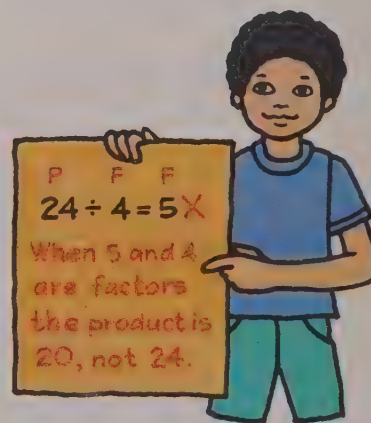 P F F
24 ÷ 4 = 5 X
When 5 and 4
are factors
the product is
20, not 24.